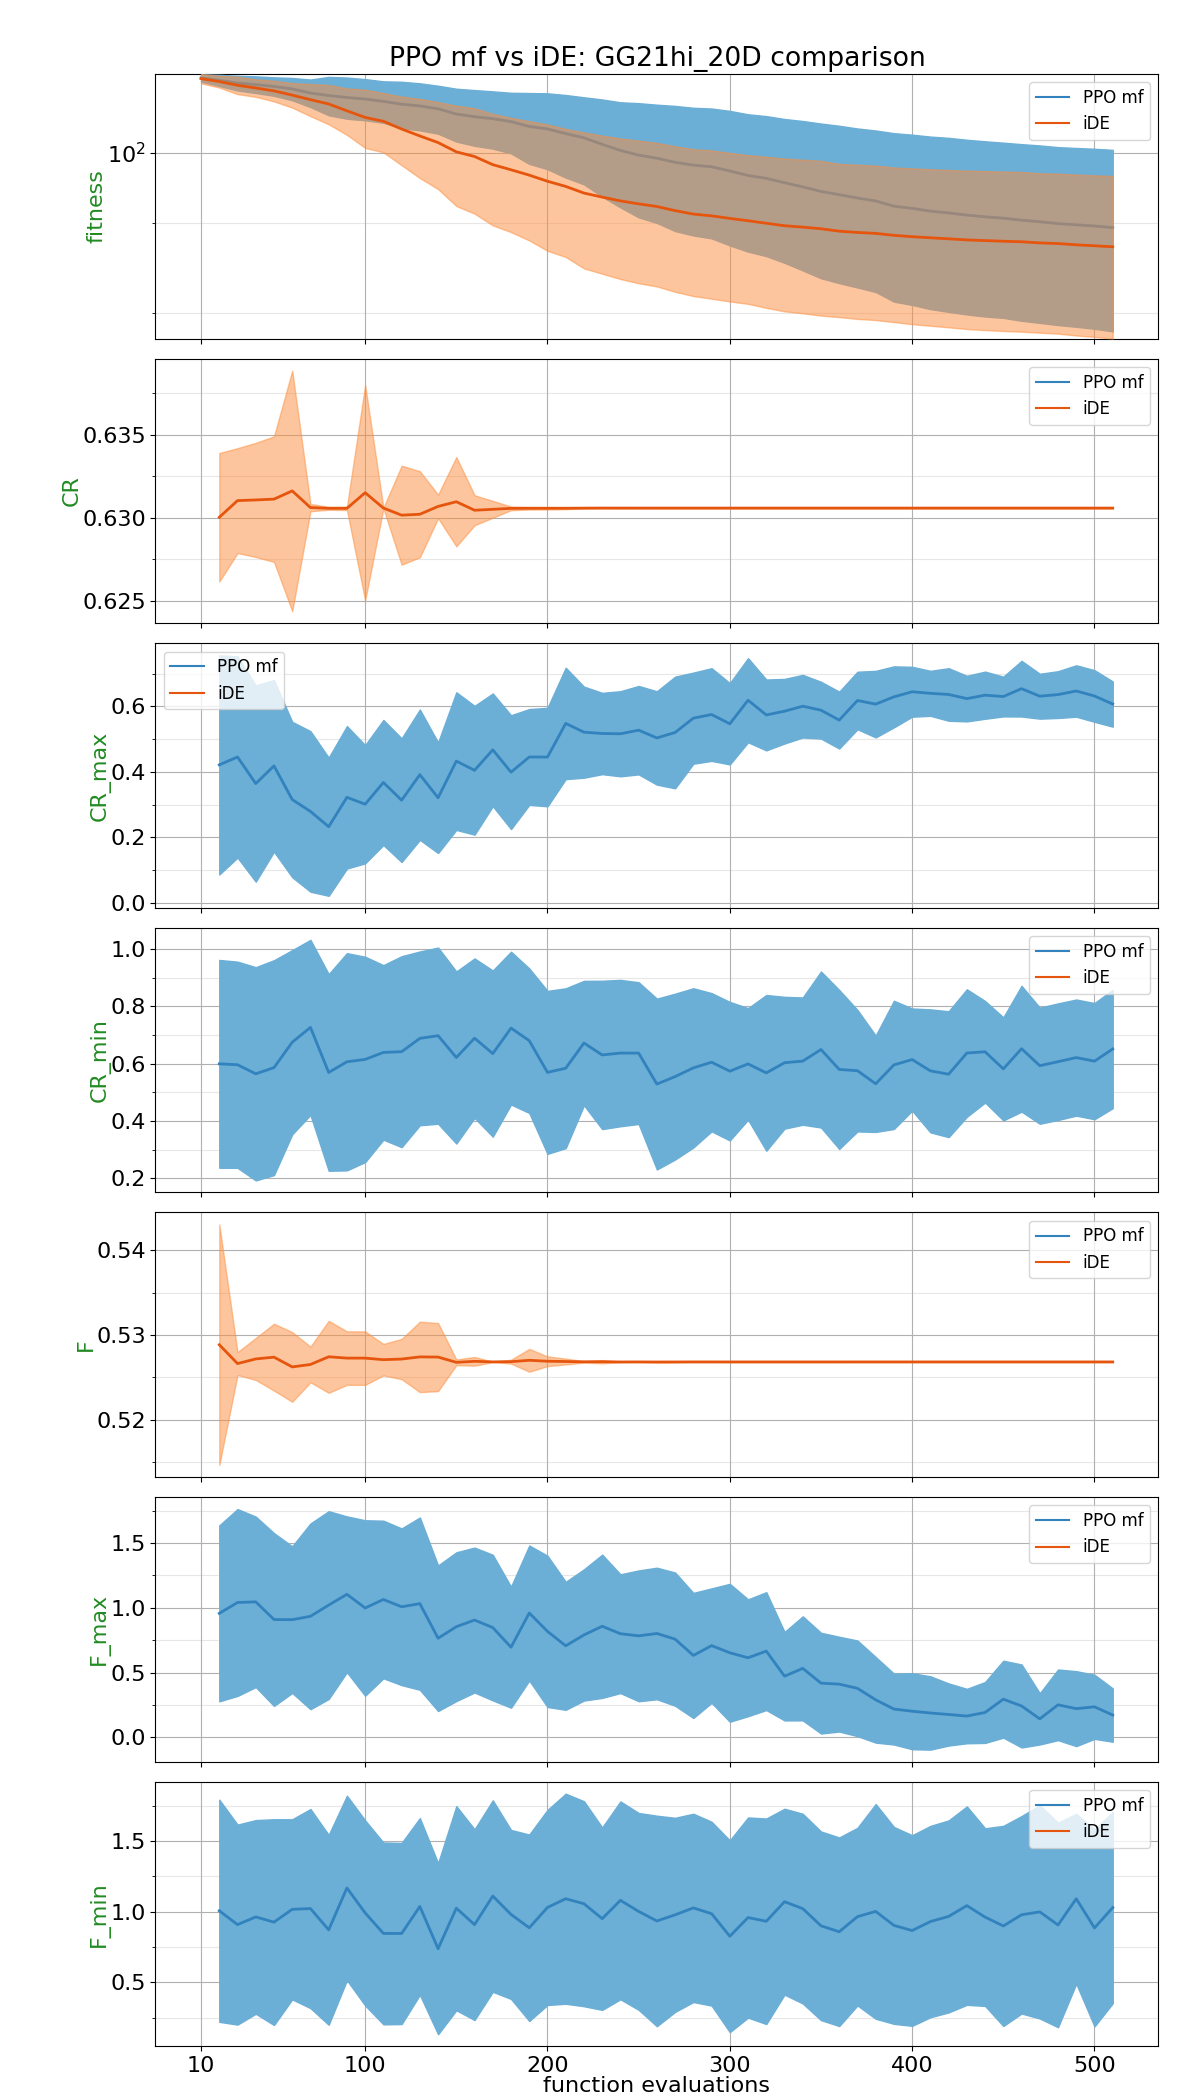 PPO mf vs iDE: GG21hi_20D comparison
PPO mf
iDE
10²
fitness
PPO mf
iDE
0.635
0.630
0.625
CR
PPO mf
iDE
0.6
0.4
0.2
0.0
CR_max
PPO mf
iDE
1.0
0.8
0.6
0.4
0.2
CR_min
PPO mf
iDE
0.54
0.53
0.52
F
PPO mf
iDE
1.5
1.0
0.5
0.0
F_max
PPO mf
iDE
1.5
1.0
0.5
F_min
10 100 200 300 400 500
function evaluations